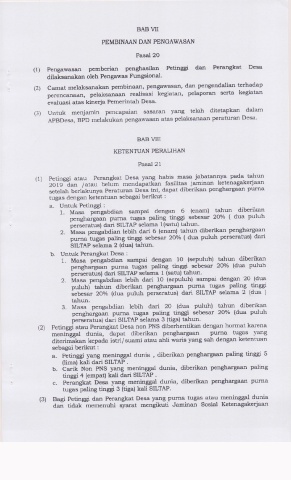 BAB VII
PEMBINAAN DAN PENGAWASAN
Pasal 20
(1) Pengawasan pemberian penghasilan Petinggi dan Perangkat Desa
dilaksanakan oleh Pengawas Fungsional.
(2) Camat melaksanakan pembinaan, pengawasan, dan pengendalian terhadap
perencanaan, pelaksanaan realisasi kegiatan, pelaporan serta kegiatan
evaluasi atas kinerja Pemerintah Desa.
(3) Untuk menjamin pencapaian sasaran yang telah ditetapkan dalam
APBDesa, BPD melakukan pengawasan atas pelaksanaan peraturan Desa.
BAB VIII
KETENTUAN PERALIHAN
Pasal 21
(1) Petinggi atau Perangkat Desa yang habis masa jabatannya pada tahun
2019 dan /atau belum mendapatkan fasilitas jaminan ketenagakerjaan
setelah berlakunya Peraturan Desa ini, dapat diberikan penghargaan purna
tugas dengan ketentuan sebagai berikut :
a. Untuk Petinggi :
1. Masa pengabdian sampai dengan 6 (enam) tahun diberikan
penghargaan purna tugas paling tinggi sebesar 20% ( dua puluh
perseratus) dari SILTAP selama 1(satu) tahun.
2. Masa pengabdian lebih dari 6 (enam) tahun diberikan penghargaan
purna tugas paling tinggi sebesar 20% ( dua puluh perseratus) dari
SILTAP selama 2 (dua) tahun.
b. Untuk Perangkat Desa :
1. Masa pengabdian sampai dengan 10 (sepuluh) tahun diberikan
penghargaan purna tugas paling tinggi sebesar 20% (dua puluh
perseratus) dari SILTAP selama 1 (satu) tahun.
2. Masa pengabdian lebih dari 10 (sepuluh) sampai dengan 20 (dua
puluh) tahun diberikan penghargaan purna tugas paling tinggi
sebesar 20% (dua puluh perseratus) dari SILTAP selama 2 (dua )
tahun.
3. Masa pengabdian lebih dari 20 (dua puluh) tahun diberikan
penghargaan purna tugas paling tinggi sebesar 20% (dua puluh
perseratus) dari SILTAP selama 3 (tiga) tahun.
(2) Petinggi atau Perangkat Desa non PNS diberhentikan dengan hormat karena
meninggal dunia, dapat diberikan penghargaan purna tugas yang
diterimakan kepada istri/suami atau ahli waris yang sah dengan ketentuan
sebagai berikut :
a. Petinggi yang meninggal dunia , diberikan penghargaan paling tinggi 5
(lima) kali dari SILTAP .
b. Carik Non PNS yang meninggal dunia, diberikan penghargaan paling
tinggi 4 (empat) kali dari SILTAP .
c. Perangkat Desa yang meninggal dunia, diberikan penghargaan purna
tugas paling tinggi 3 (tiga) kali SILTAP.
(3) Bagi Petinggi dan Perangkat Desa yang purna tugas atau meninggal dunia
dan tidak memenuhi syarat mengikuti Jaminan Sosial Ketenagakerjaan